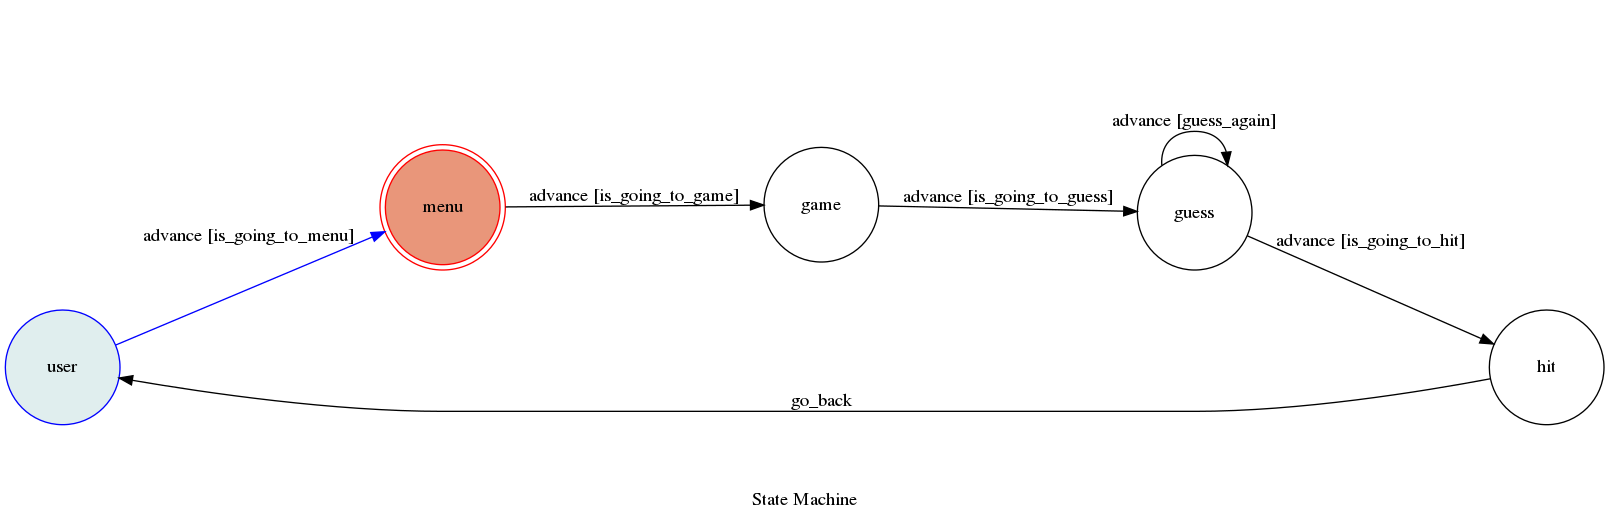 advance [guess_again]
advance [is_going_to_menu]
menu
advance [is_going_to_game]
game
advance [is_going_to_guess]
guess
advance [is_going_to_hit]
user
hit
go_back
State Machine